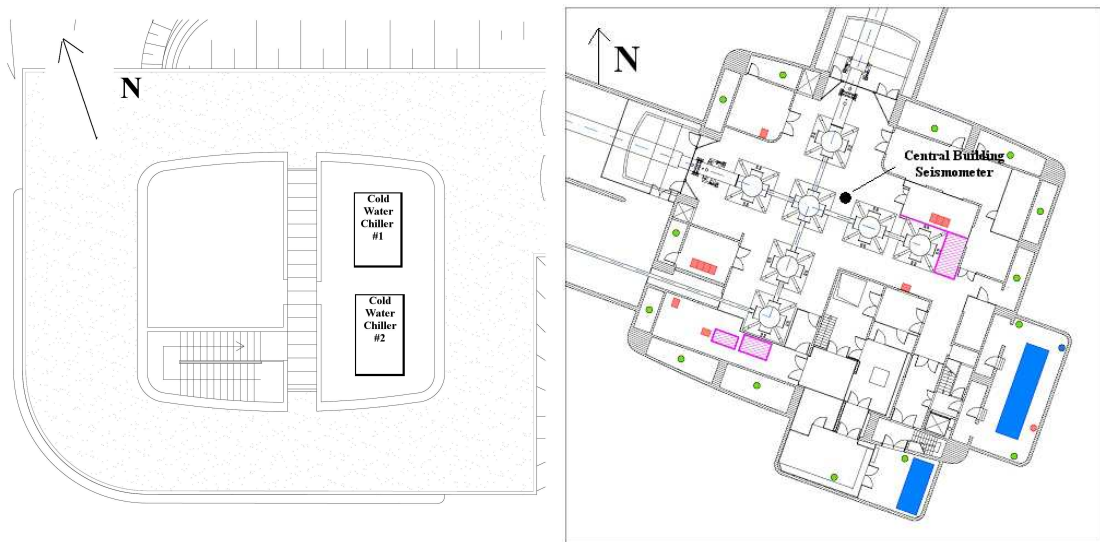 N
Cold
Water
Chiller
#1
Cold
Water
Chiller
#2
N
Central Building
Seismometer